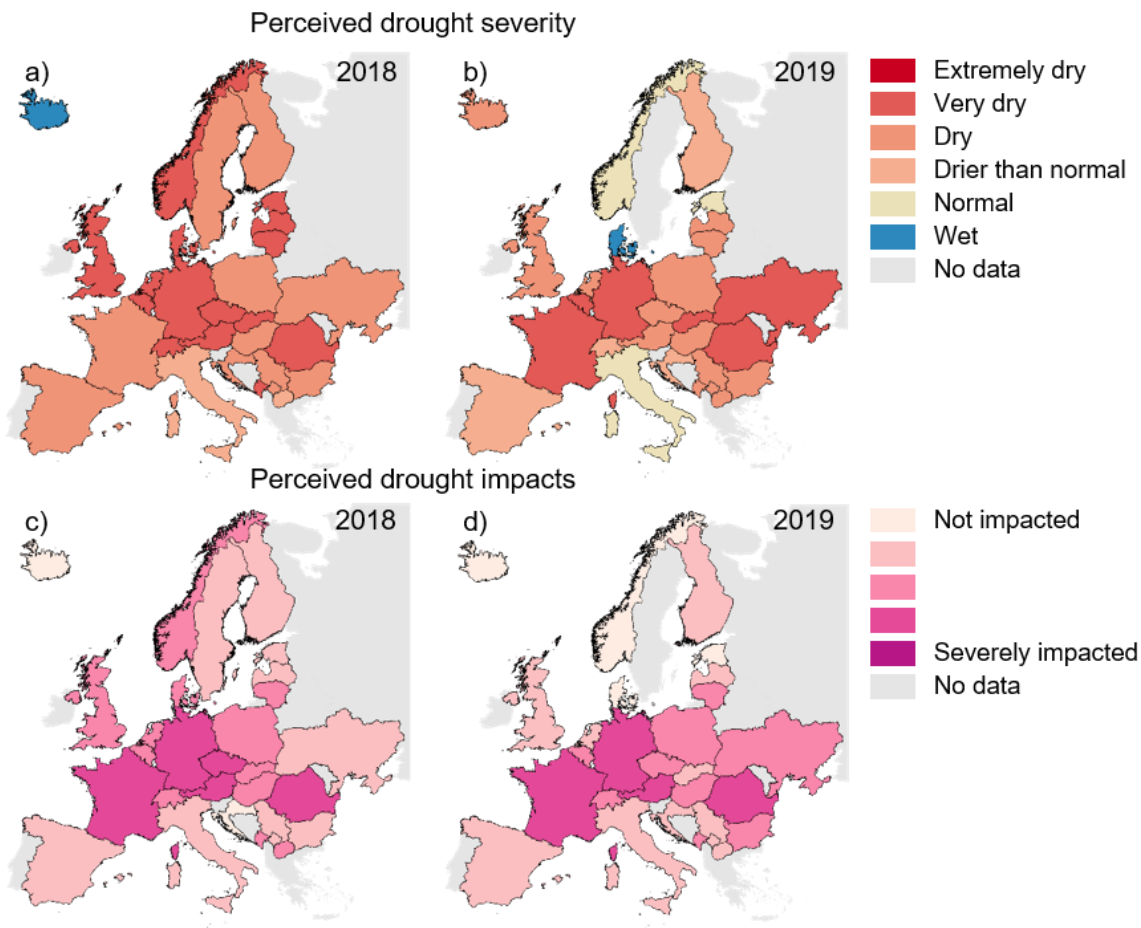 Perceived drought severity
a)
2018
b)
2019
Extremely dry
Very dry
Dry
Drier than normal
Normal
Wet
No data
Perceived drought impacts
c)
2018
d)
2019
Not impacted
Severely impacted
No data